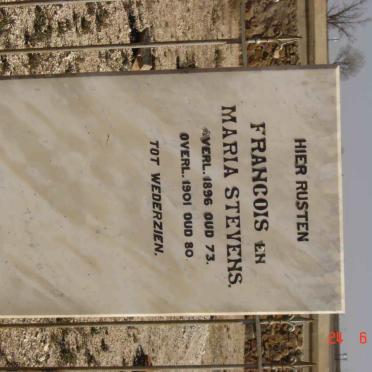 HIER RUSTEN
FRANCOIS EN
MARIA STEVENS.
OVERL. 1896 OUD 73.
OVERL. 1901 OUD 80
TOT WEDERZIEN.